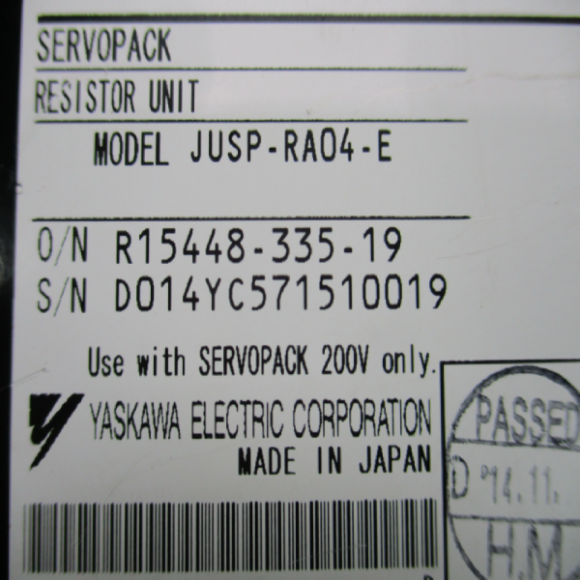 SERVOPACK
RESISTOR UNIT
MODEL JUSP-RA04-E
O/N R15448-335-19
S/N D014YC571510019
Use with SERVOPACK 200V only.
YASKAWA ELECTRIC CORPORATION
MADE IN JAPAN
PASSED
D '14.11.
H.M